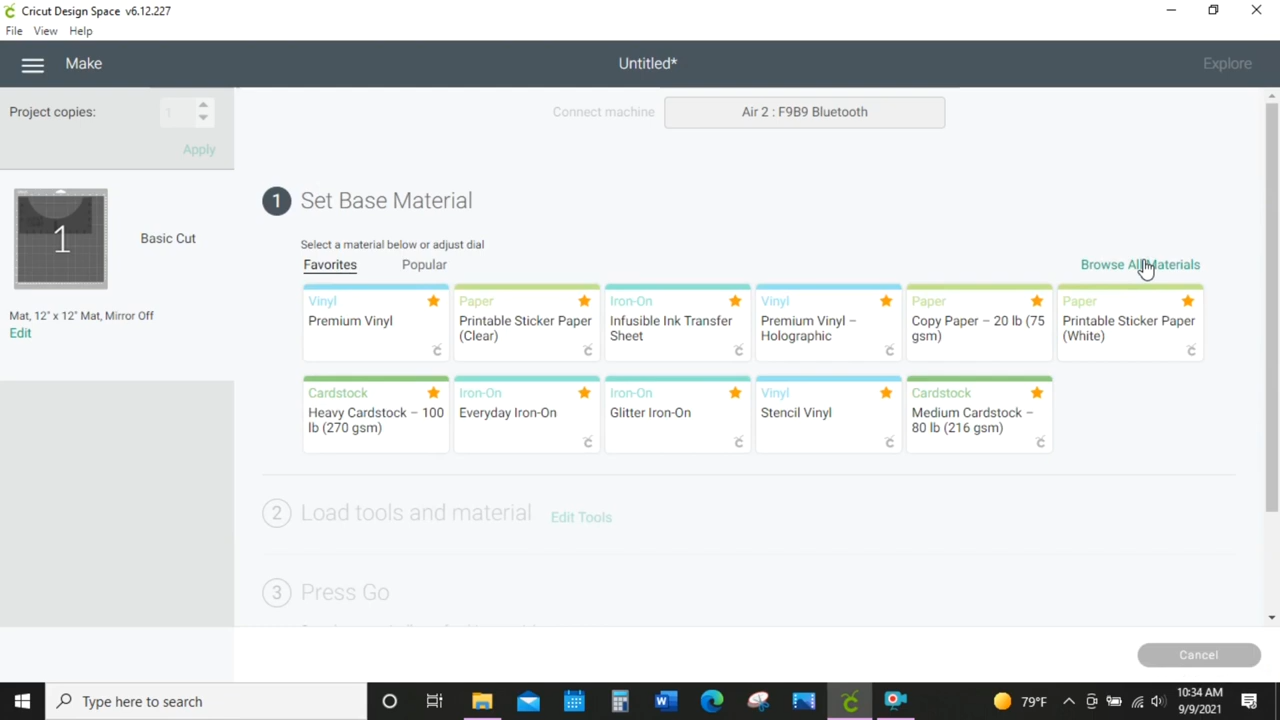 Cricut Design Space v6.12.227
File View Help
Make Untitled* Explore
Project copies: 1
Apply
Connect machine Air 2 : F9B9 Bluetooth
1
Basic Cut
Mat, 12" x 12" Mat, Mirror Off
Edit
1 Set Base Material
Select a material below or adjust dial
Favorites Popular Browse All Materials
Vinyl
Premium Vinyl
Paper
Printable Sticker Paper
(Clear)
Iron-On
Infusible Ink Transfer
Sheet
Vinyl
Premium Vinyl –
Holographic
Paper
Copy Paper – 20 lb (75
gsm)
Paper
Printable Sticker Paper
(White)
Cardstock
Heavy Cardstock – 100
lb (270 gsm)
Iron-On
Everyday Iron-On
Iron-On
Glitter Iron-On
Vinyl
Stencil Vinyl
Cardstock
Medium Cardstock –
80 lb (216 gsm)
2 Load tools and material Edit Tools
3 Press Go
Cancel
Type here to search
79°F
10:34 AM
9/9/2021